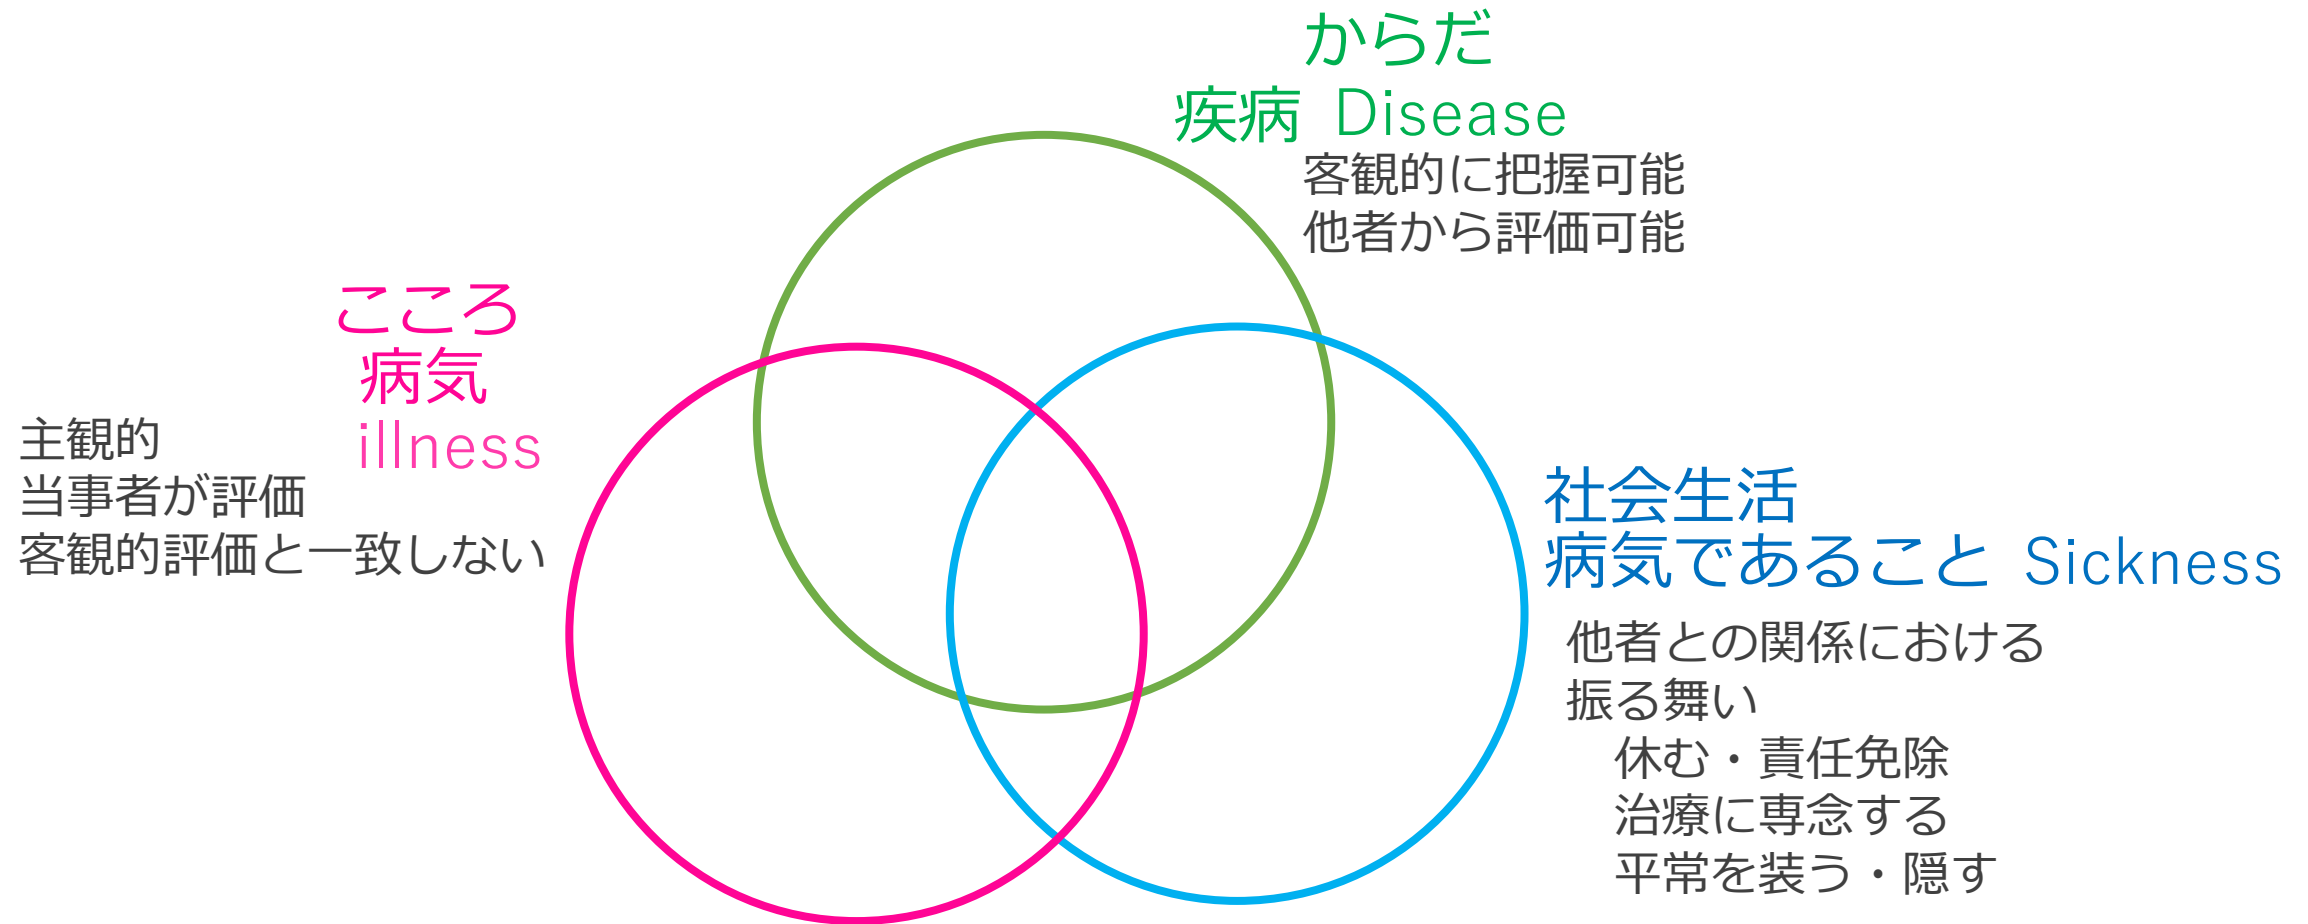 からだ
疾病 Disease
客観的に把握可能
他者から評価可能
こころ
病気
illness
主観的
当事者が評価
客観的評価と一致しない
社会生活
病気であること Sickness
他者との関係における
振る舞い
休む・責任免除
治療に専念する
平常を装う・隠す